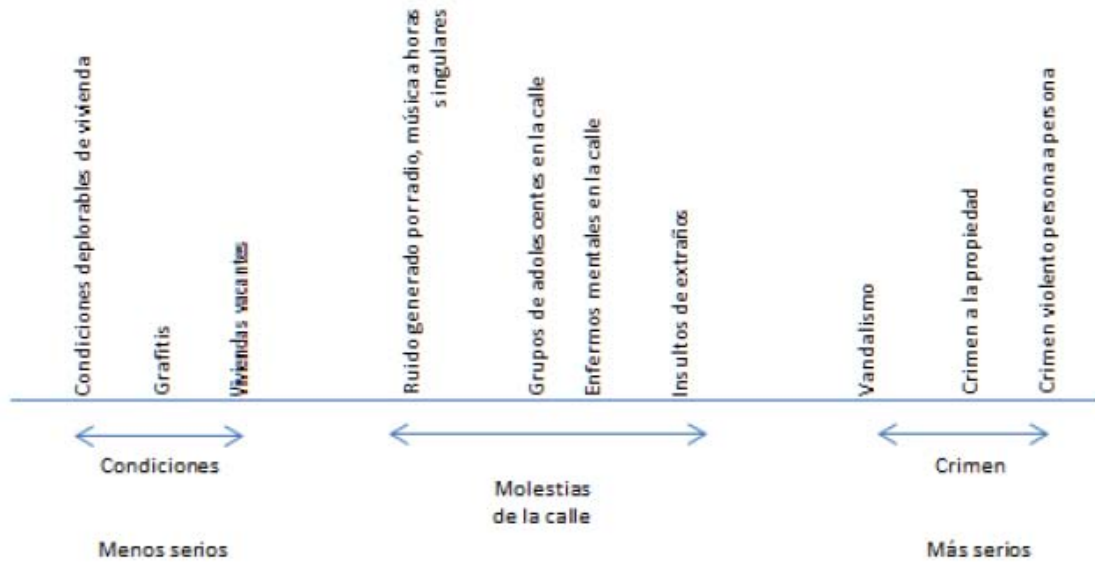 Condiciones deplorables de vivienda
Grafitis
Viviendas vacantes
Ruido generado por radio, música a horas
singulares
Grupos de adolescentes en la calle
Enfermos mentales en la calle
Insultos de extraños
Vandalismo
Crimen a la propiedad
Crimen violento persona a persona
Condiciones
Molestias
de la calle
Crimen
Menos serios
Más serios